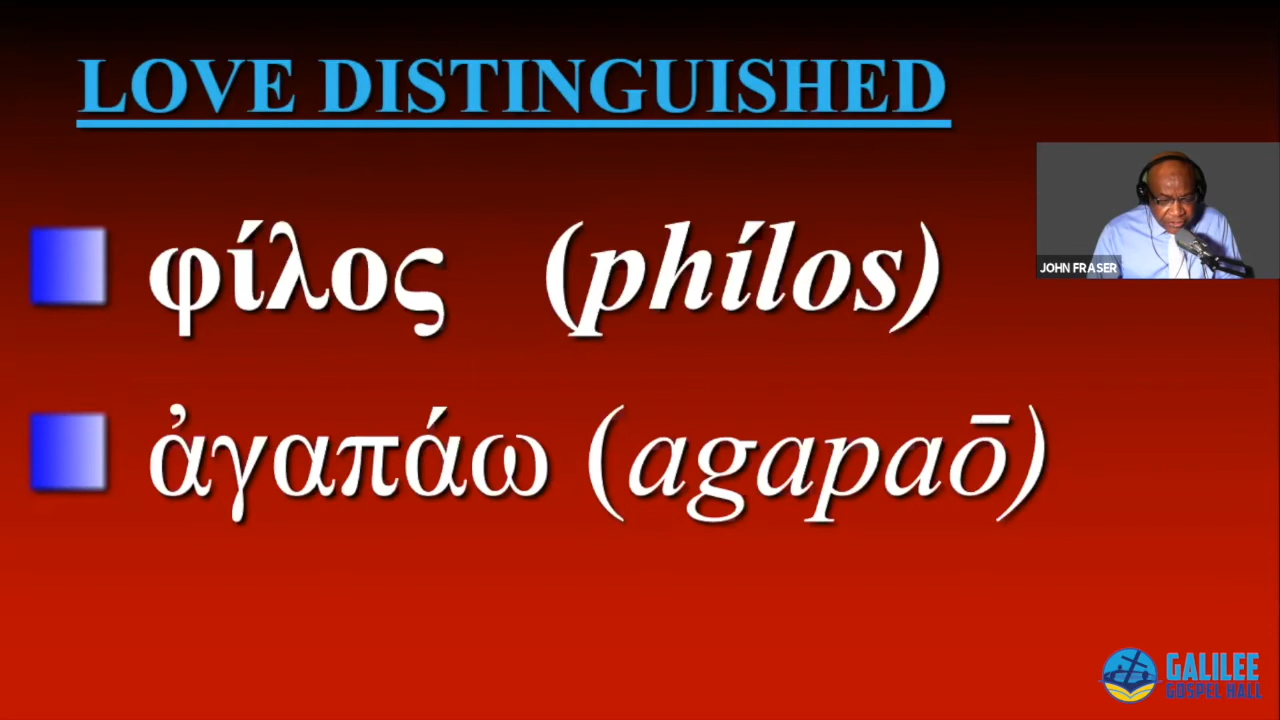 LOVE DISTINGUISHED
φίλος (phílos)
JOHN FRASER
ἀγαπάω (agapaō)
GALILEE
GOSPEL HALL